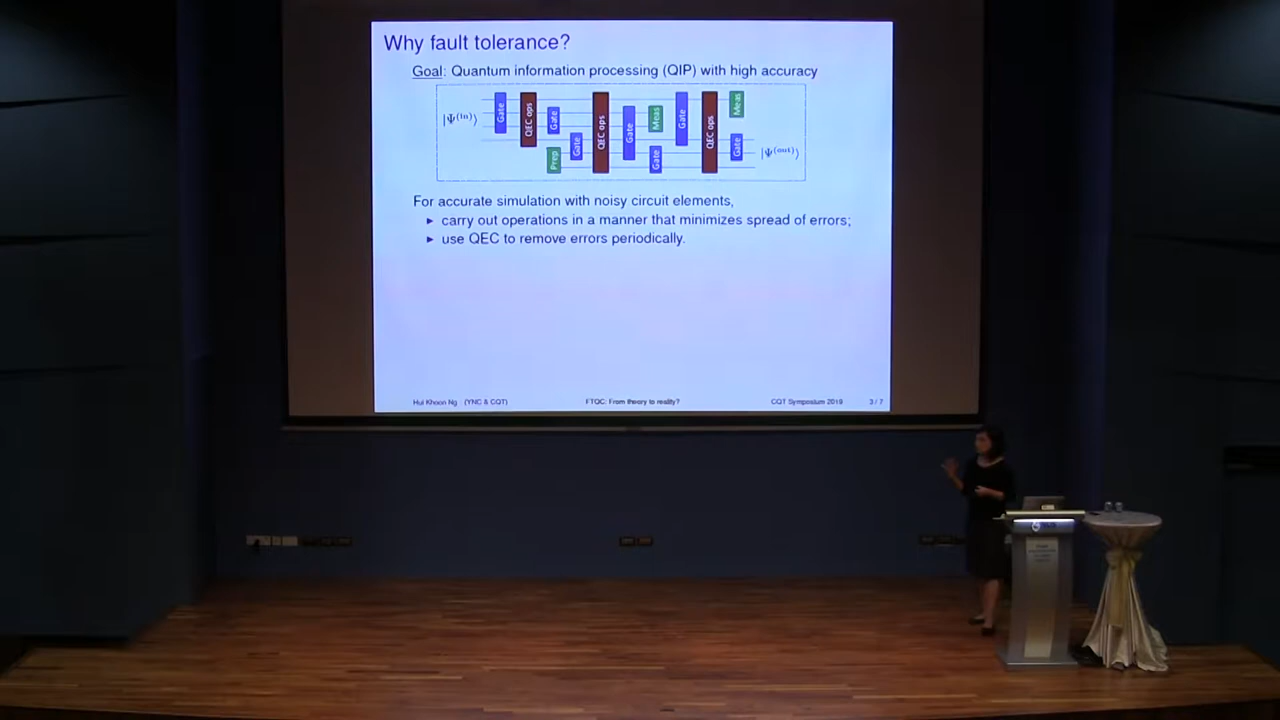 Why fault tolerance?
Goal: Quantum information processing (QIP) with high accuracy
|Ψ(in)⟩
Gate
QEC ops
Gate
Prep
Gate
QEC ops
Gate
Meas
Gate
Gate
QEC ops
Meas
Gate
|Ψ(out)⟩
For accurate simulation with noisy circuit elements,
▸ carry out operations in a manner that minimizes spread of errors;
▸ use QEC to remove errors periodically.
Hui Khoon Ng (YNC & CQT) FTQC: From theory to reality? CQT Symposium 2019 3 / 7